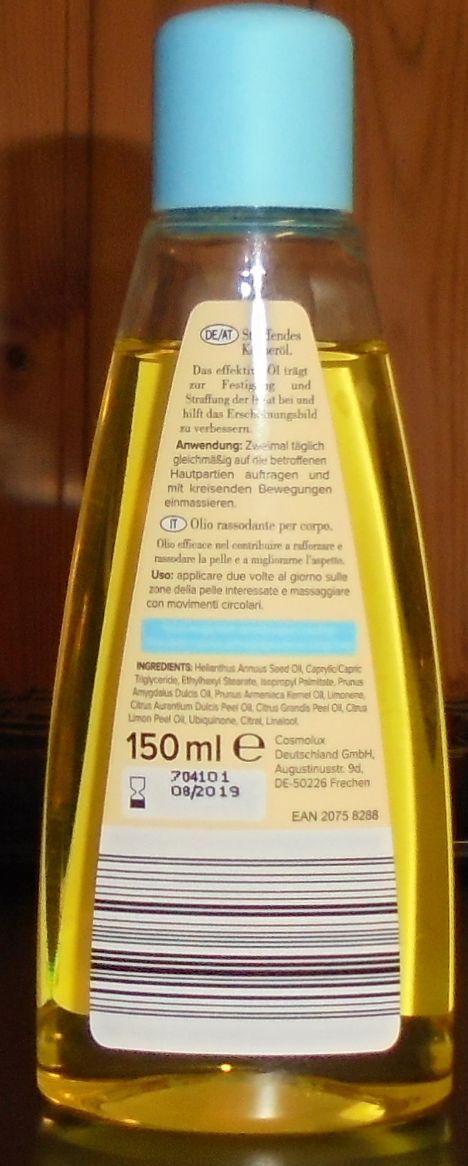 DE/AT Straffendes
Körperöl.
Das effektive Öl trägt
zur Festigung und
Straffung der Haut bei und
hilft das Erscheinungsbild
zu verbessern.
Anwendung: Zweimal täglich
gleichmäßig auf die betroffenen
Hautpartien auftragen und
mit kreisenden Bewegungen
einmassieren.
IT Olio rassodante per corpo.
Olio efficace nel contribuire a rafforzare e
rassodare la pelle e a migliorarne l'aspetto.
Uso: applicare due volte al giorno sulle
zone della pelle interessate e massaggiare
con movimenti circolari.
INGREDIENTS: Helianthus Annuus Seed Oil, Caprylic/Capric
Triglyceride, Ethylhexyl Stearate, Isopropyl Palmitate, Prunus
Amygdalus Dulcis Oil, Prunus Armeniaca Kernel Oil, Limonene,
Citrus Aurantium Dulcis Peel Oil, Citrus Grandis Peel Oil, Citrus
Limon Peel Oil, Ubiquinone, Citral, Linalool.
150 ml e
Cosmolux
Deutschland GmbH,
Augustinusstr. 9d,
DE-50226 Frechen
704101
08/2019
EAN 2075 8288